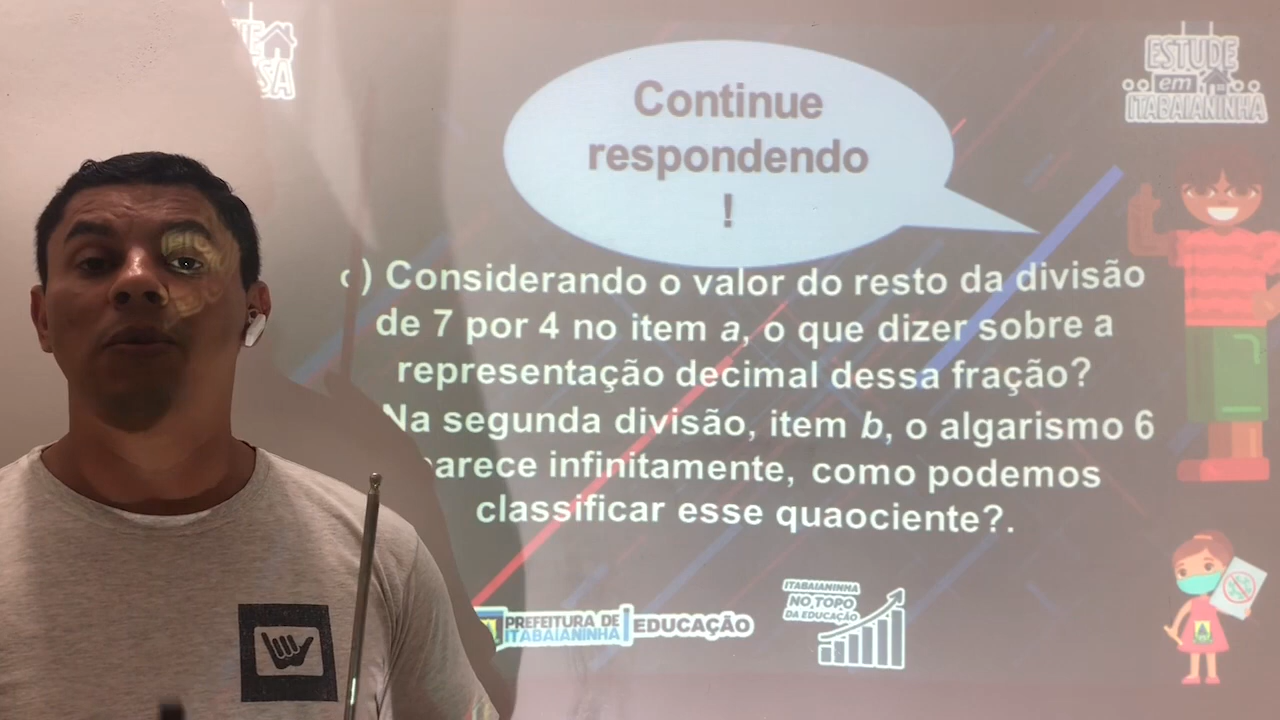 ESTUDE
em
ITABAIANINHA
Continue
respondendo
!
c) Considerando o valor do resto da divisão
de 7 por 4 no item a, o que dizer sobre a
representação decimal dessa fração?
Na segunda divisão, item b, o algarismo 6
arece infinitamente, como podemos
classificar esse quaociente?.
PREFEITURA DE
ITABAIANINHA
EDUCAÇÃO
ITABAIANINHA
NO TOPO
DA EDUCAÇÃO